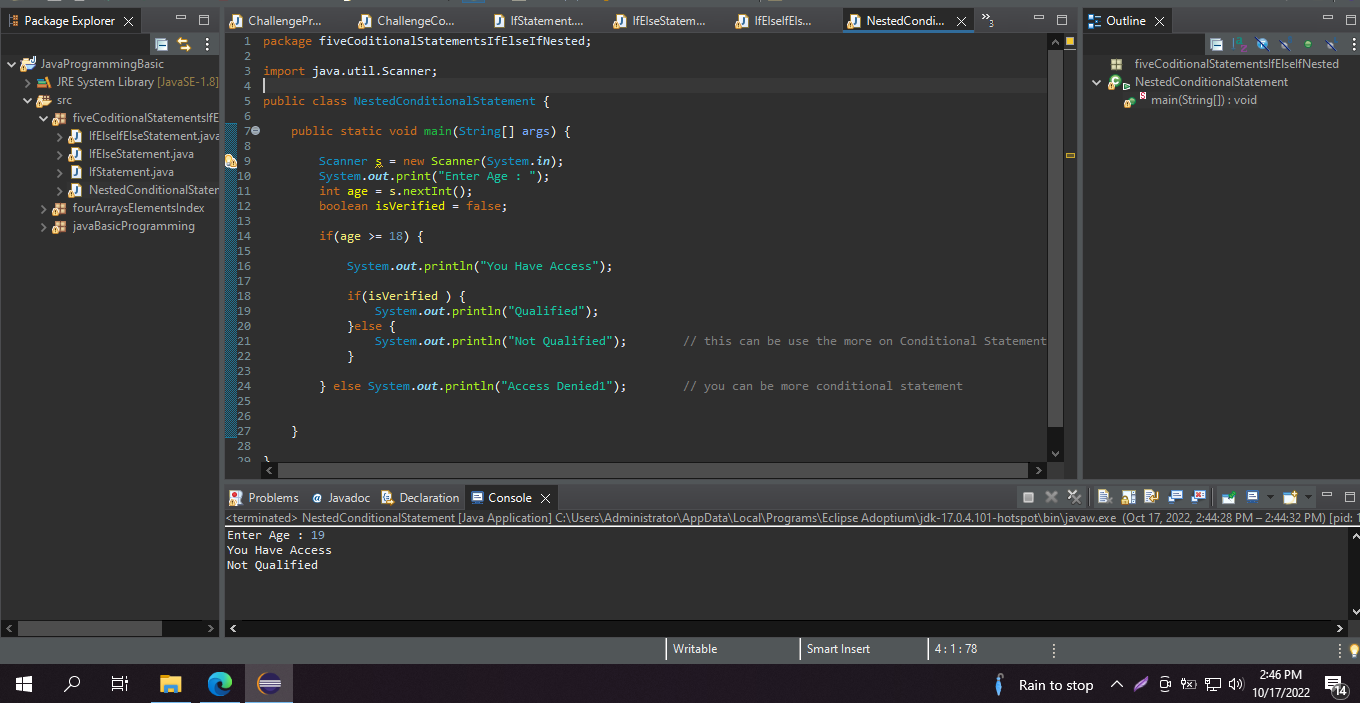 Package Explorer
JavaProgrammingBasic
JRE System Library [JavaSE-1.8]
src
fiveCoditionalStatementsIfE
IfElseIfElseStatement.java
IfElseStatement.java
IfStatement.java
NestedConditionalStater
fourArraysElementsIndex
javaBasicProgramming
ChallengePr... ChallengeCo... IfStatement.... IfElseStatem... IfElseIfEls... NestedCondi... »3
1 package fiveCoditionalStatementsIfElseIfNested;
2
3 import java.util.Scanner;
4
5 public class NestedConditionalStatement {
6
7 public static void main(String[] args) {
8
9 Scanner s = new Scanner(System.in);
10 System.out.print("Enter Age : ");
11 int age = s.nextInt();
12 boolean isVerified = false;
13
14 if(age >= 18) {
15
16 System.out.println("You Have Access");
17
18 if(isVerified ) {
19 System.out.println("Qualified");
20 }else {
21 System.out.println("Not Qualified"); // this can be use the more on Conditional Statement
22 }
23
24 } else System.out.println("Access Denied1"); // you can be more conditional statement
25
26
27 }
28
29 }
Outline
fiveCoditionalStatementsIfElseIfNested
NestedConditionalStatement
main(String[]) : void
Problems Javadoc Declaration Console
<terminated> NestedConditionalStatement [Java Application] C:\Users\Administrator\AppData\Local\Programs\Eclipse Adoptium\jdk-17.0.4.101-hotspot\bin\javaw.exe (Oct 17, 2022, 2:44:28 PM – 2:44:32 PM) [pid: 1
Enter Age : 19
You Have Access
Not Qualified
Writable Smart Insert 4 : 1 : 78
Rain to stop
2:46 PM
10/17/2022
14